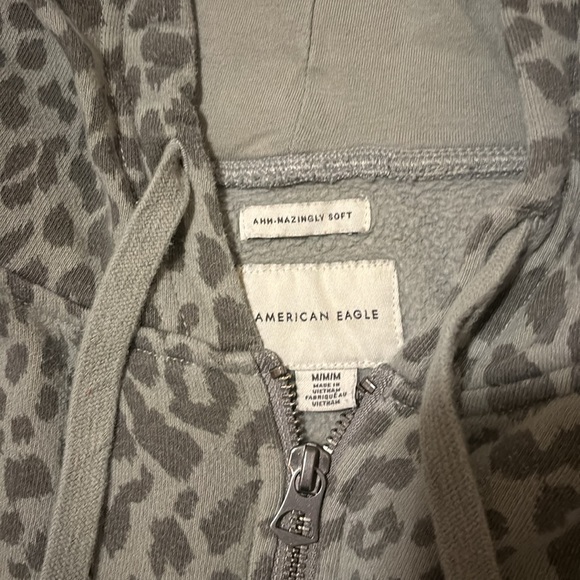 AHH-MAZINGLY SOFT
AMERICAN EAGLE
M/M/M
MADE IN
VIETNAM
FABRIQUÉ AU
VIETNAM